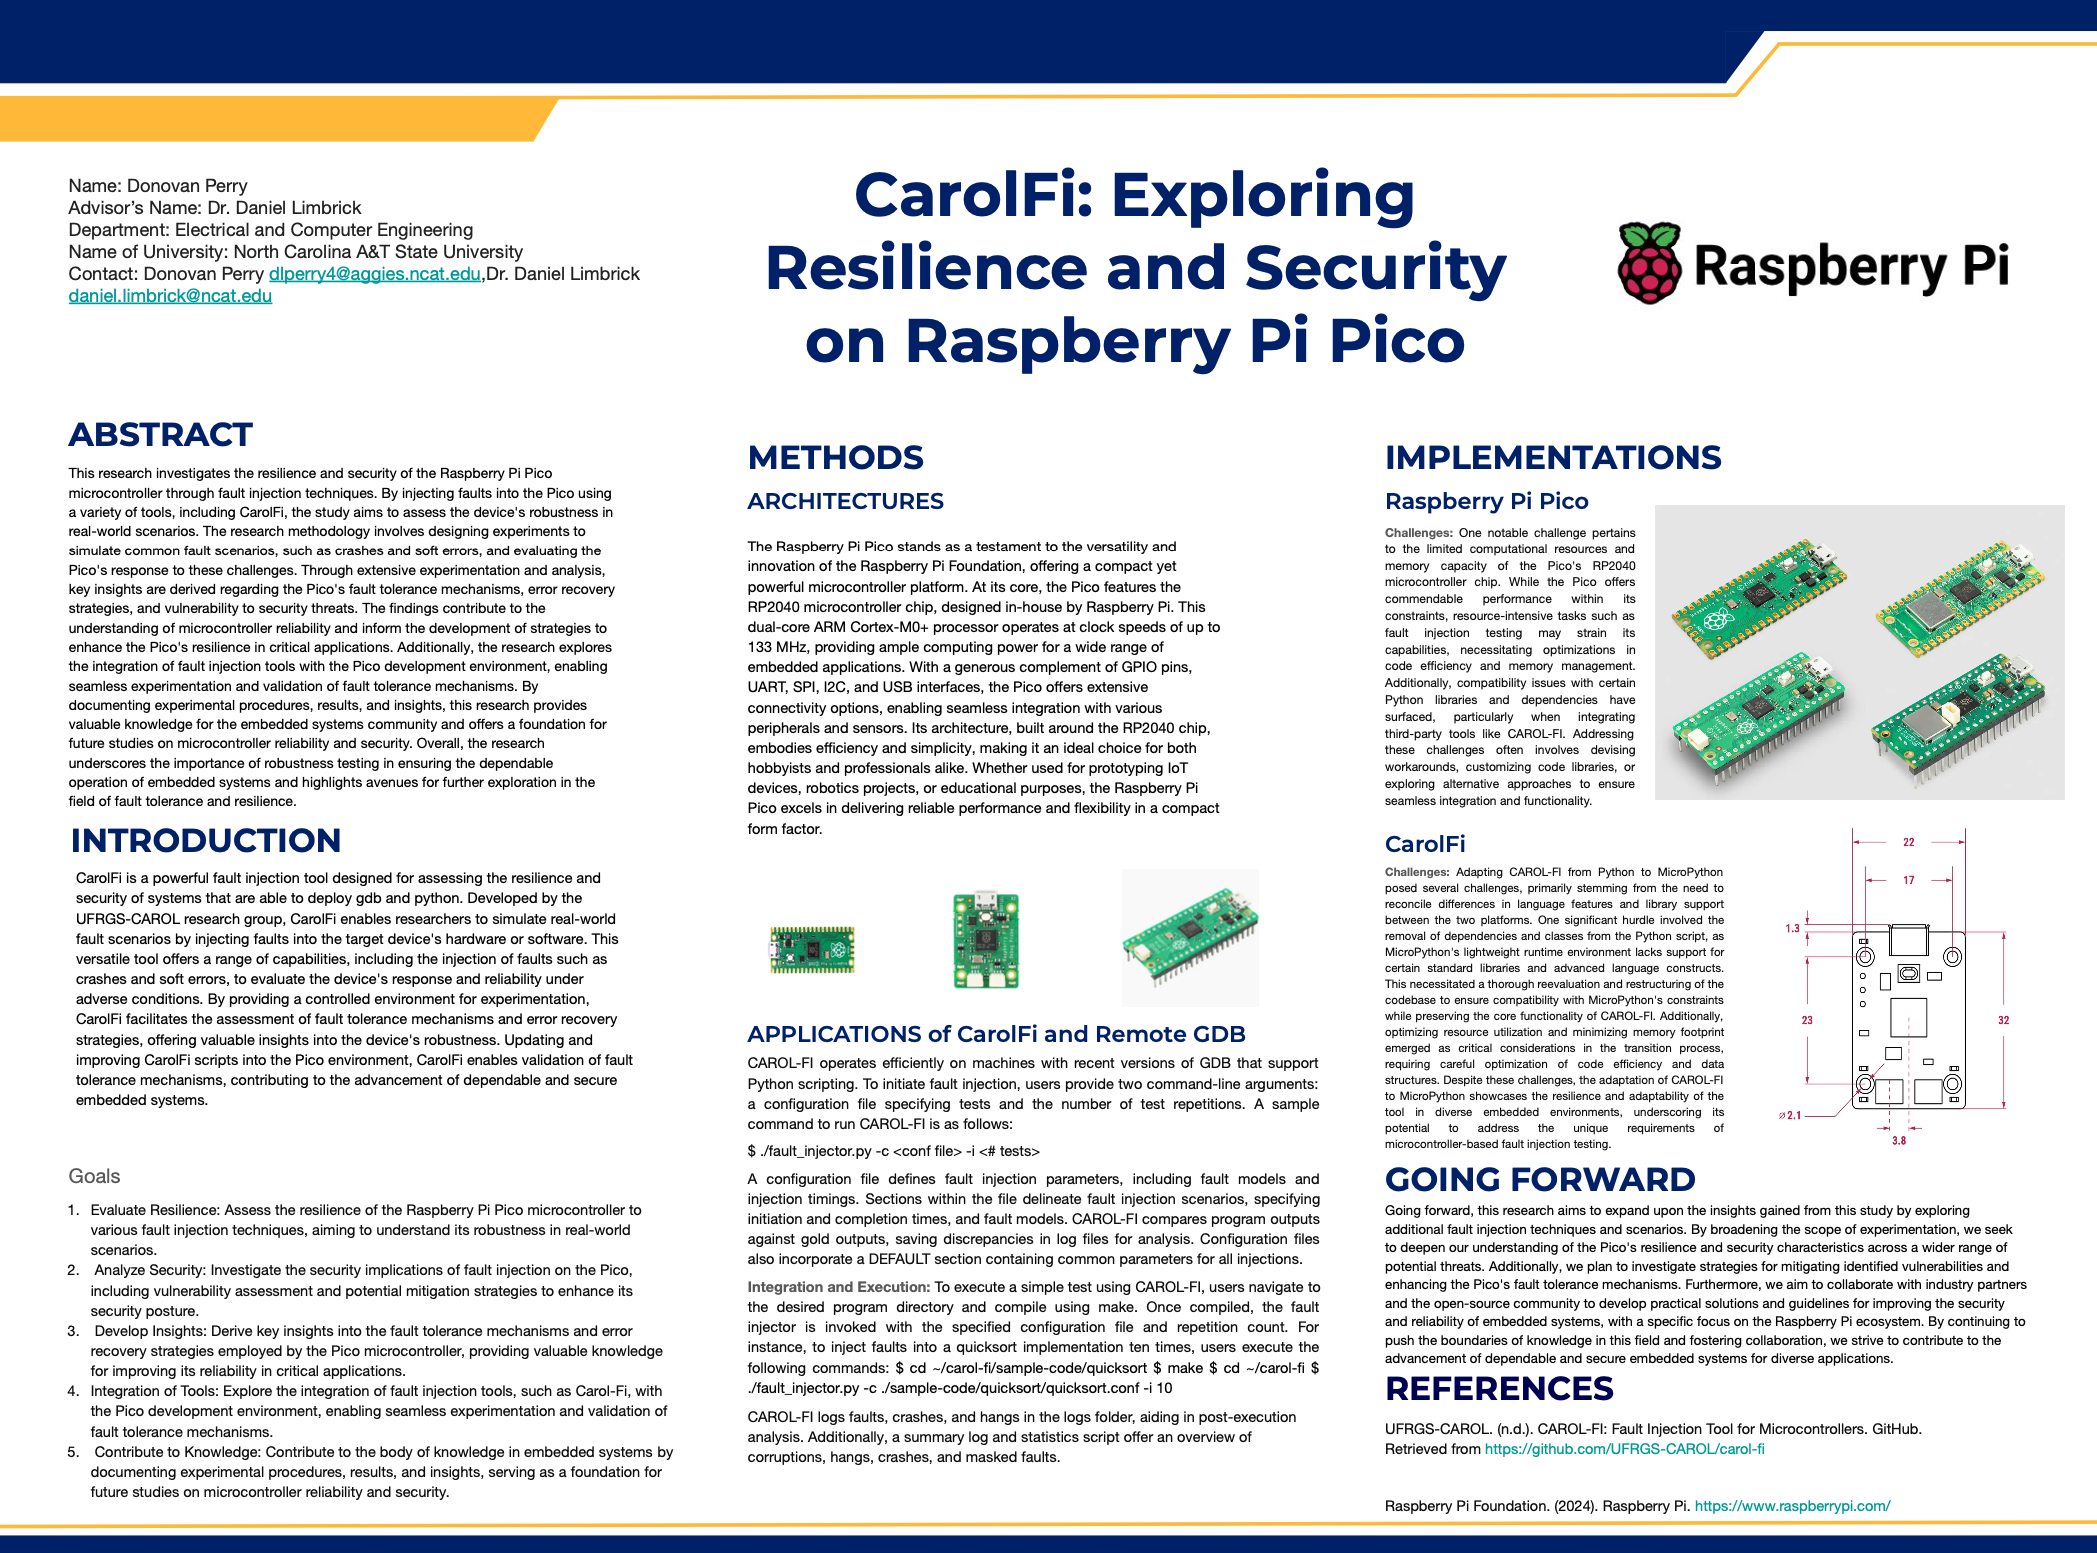 Name: Donovan Perry
Advisor's Name: Dr. Daniel Limbrick
Department: Electrical and Computer Engineering
Name of University: North Carolina A&T State University
Contact: Donovan Perry dlperry4@aggies.ncat.edu,Dr. Daniel Limbrick
daniel.limbrick@ncat.edu
CarolFi: Exploring
Resilience and Security
on Raspberry Pi Pico
Raspberry Pi
ABSTRACT
This research investigates the resilience and security of the Raspberry Pi Pico
microcontroller through fault injection techniques. By injecting faults into the Pico using
a variety of tools, including CarolFi, the study aims to assess the device's robustness in
real-world scenarios. The research methodology involves designing experiments to
simulate common fault scenarios, such as crashes and soft errors, and evaluating the
Pico's response to these challenges. Through extensive experimentation and analysis,
key insights are derived regarding the Pico's fault tolerance mechanisms, error recovery
strategies, and vulnerability to security threats. The findings contribute to the
understanding of microcontroller reliability and inform the development of strategies to
enhance the Pico's resilience in critical applications. Additionally, the research explores
the integration of fault injection tools with the Pico development environment, enabling
seamless experimentation and validation of fault tolerance mechanisms. By
documenting experimental procedures, results, and insights, this research provides
valuable knowledge for the embedded systems community and offers a foundation for
future studies on microcontroller reliability and security. Overall, the research
underscores the importance of robustness testing in ensuring the dependable
operation of embedded systems and highlights avenues for further exploration in the
field of fault tolerance and resilience.
INTRODUCTION
CarolFi is a powerful fault injection tool designed for assessing the resilience and
security of systems that are able to deploy gdb and python. Developed by the
UFRGS-CAROL research group, CarolFi enables researchers to simulate real-world
fault scenarios by injecting faults into the target device's hardware or software. This
versatile tool offers a range of capabilities, including the injection of faults such as
crashes and soft errors, to evaluate the device's response and reliability under
adverse conditions. By providing a controlled environment for experimentation,
CarolFi facilitates the assessment of fault tolerance mechanisms and error recovery
strategies, offering valuable insights into the device's robustness. Updating and
improving CarolFi scripts into the Pico environment, CarolFi enables validation of fault
tolerance mechanisms, contributing to the advancement of dependable and secure
embedded systems.
Goals
1. Evaluate Resilience: Assess the resilience of the Raspberry Pi Pico microcontroller to
various fault injection techniques, aiming to understand its robustness in real-world
scenarios.
2. Analyze Security: Investigate the security implications of fault injection on the Pico,
including vulnerability assessment and potential mitigation strategies to enhance its
security posture.
3. Develop Insights: Derive key insights into the fault tolerance mechanisms and error
recovery strategies employed by the Pico microcontroller, providing valuable knowledge
for improving its reliability in critical applications.
4. Integration of Tools: Explore the integration of fault injection tools, such as Carol-Fi, with
the Pico development environment, enabling seamless experimentation and validation of
fault tolerance mechanisms.
5. Contribute to Knowledge: Contribute to the body of knowledge in embedded systems by
documenting experimental procedures, results, and insights, serving as a foundation for
future studies on microcontroller reliability and security.
METHODS
ARCHITECTURES
The Raspberry Pi Pico stands as a testament to the versatility and
innovation of the Raspberry Pi Foundation, offering a compact yet
powerful microcontroller platform. At its core, the Pico features the
RP2040 microcontroller chip, designed in-house by Raspberry Pi. This
dual-core ARM Cortex-M0+ processor operates at clock speeds of up to
133 MHz, providing ample computing power for a wide range of
embedded applications. With a generous complement of GPIO pins,
UART, SPI, I2C, and USB interfaces, the Pico offers extensive
connectivity options, enabling seamless integration with various
peripherals and sensors. Its architecture, built around the RP2040 chip,
embodies efficiency and simplicity, making it an ideal choice for both
hobbyists and professionals alike. Whether used for prototyping IoT
devices, robotics projects, or educational purposes, the Raspberry Pi
Pico excels in delivering reliable performance and flexibility in a compact
form factor.
APPLICATIONS of CarolFi and Remote GDB
CAROL-FI operates efficiently on machines with recent versions of GDB that support
Python scripting. To initiate fault injection, users provide two command-line arguments:
a configuration file specifying tests and the number of test repetitions. A sample
command to run CAROL-FI is as follows:
$ ./fault_injector.py -c <conf file> -i <# tests>
A configuration file defines fault injection parameters, including fault models and
injection timings. Sections within the file delineate fault injection scenarios, specifying
initiation and completion times, and fault models. CAROL-FI compares program outputs
against gold outputs, saving discrepancies in log files for analysis. Configuration files
also incorporate a DEFAULT section containing common parameters for all injections.
Integration and Execution: To execute a simple test using CAROL-FI, users navigate to
the desired program directory and compile using make. Once compiled, the fault
injector is invoked with the specified configuration file and repetition count. For
instance, to inject faults into a quicksort implementation ten times, users execute the
following commands: $ cd ~/carol-fi/sample-code/quicksort $ make $ cd ~/carol-fi $
./fault_injector.py -c ./sample-code/quicksort/quicksort.conf -i 10
CAROL-FI logs faults, crashes, and hangs in the logs folder, aiding in post-execution
analysis. Additionally, a summary log and statistics script offer an overview of
corruptions, hangs, crashes, and masked faults.
IMPLEMENTATIONS
Raspberry Pi Pico
Challenges: One notable challenge pertains
to the limited computational resources and
memory capacity of the Pico's RP2040
microcontroller chip. While the Pico offers
commendable performance within its
constraints, resource-intensive tasks such as
fault injection testing may strain its
capabilities, necessitating optimizations in
code efficiency and memory management.
Additionally, compatibility issues with certain
Python libraries and dependencies have
surfaced, particularly when integrating
third-party tools like CAROL-FI. Addressing
these challenges often involves devising
workarounds, customizing code libraries, or
exploring alternative approaches to ensure
seamless integration and functionality.
CarolFi
Challenges: Adapting CAROL-FI from Python to MicroPython
posed several challenges, primarily stemming from the need to
reconcile differences in language features and library support
between the two platforms. One significant hurdle involved the
removal of dependencies and classes from the Python script, as
MicroPython's lightweight runtime environment lacks support for
certain standard libraries and advanced language constructs.
This necessitated a thorough reevaluation and restructuring of the
codebase to ensure compatibility with MicroPython's constraints
while preserving the core functionality of CAROL-FI. Additionally,
optimizing resource utilization and minimizing memory footprint
emerged as critical considerations in the transition process,
requiring careful optimization of code efficiency and data
structures. Despite these challenges, the adaptation of CAROL-FI
to MicroPython showcases the resilience and adaptability of the
tool in diverse embedded environments, underscoring its
potential to address the unique requirements of
microcontroller-based fault injection testing.
22
17
1.3
23
32
⌀2.1
3.8
GOING FORWARD
Going forward, this research aims to expand upon the insights gained from this study by exploring
additional fault injection techniques and scenarios. By broadening the scope of experimentation, we seek
to deepen our understanding of the Pico's resilience and security characteristics across a wider range of
potential threats. Additionally, we plan to investigate strategies for mitigating identified vulnerabilities and
enhancing the Pico's fault tolerance mechanisms. Furthermore, we aim to collaborate with industry partners
and the open-source community to develop practical solutions and guidelines for improving the security
and reliability of embedded systems, with a specific focus on the Raspberry Pi ecosystem. By continuing to
push the boundaries of knowledge in this field and fostering collaboration, we strive to contribute to the
advancement of dependable and secure embedded systems for diverse applications.
REFERENCES
UFRGS-CAROL. (n.d.). CAROL-FI: Fault Injection Tool for Microcontrollers. GitHub.
Retrieved from https://github.com/UFRGS-CAROL/carol-fi
Raspberry Pi Foundation. (2024). Raspberry Pi. https://www.raspberrypi.com/